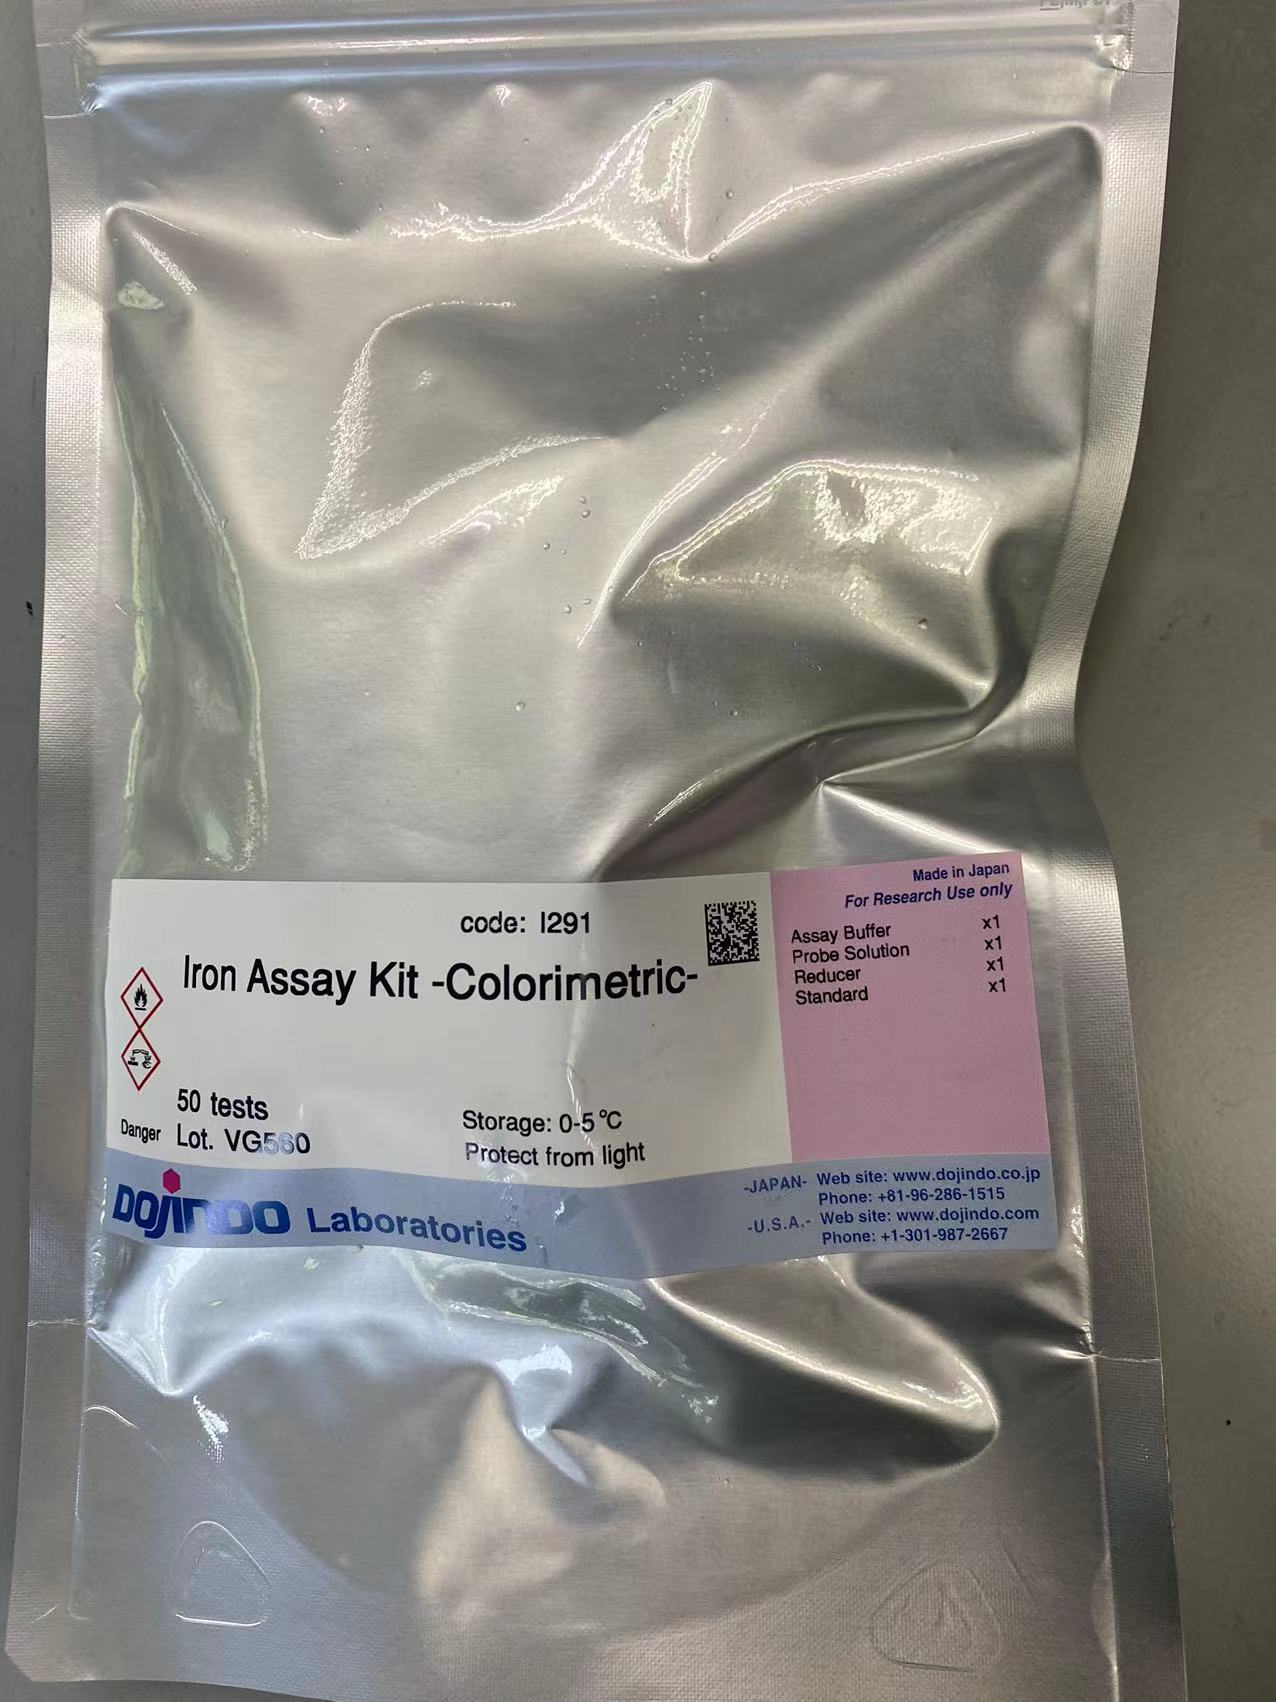 code: I291
Iron Assay Kit -Colorimetric-
50 tests
Danger Lot. VG560
Storage: 0-5℃
Protect from light
Made in Japan
For Research Use only
Assay Buffer x1
Probe Solution x1
Reducer x1
Standard x1
DOJINDO Laboratories
-JAPAN- Web site: www.dojindo.co.jp
Phone: +81-96-286-1515
-U.S.A.- Web site: www.dojindo.com
Phone: +1-301-987-2667